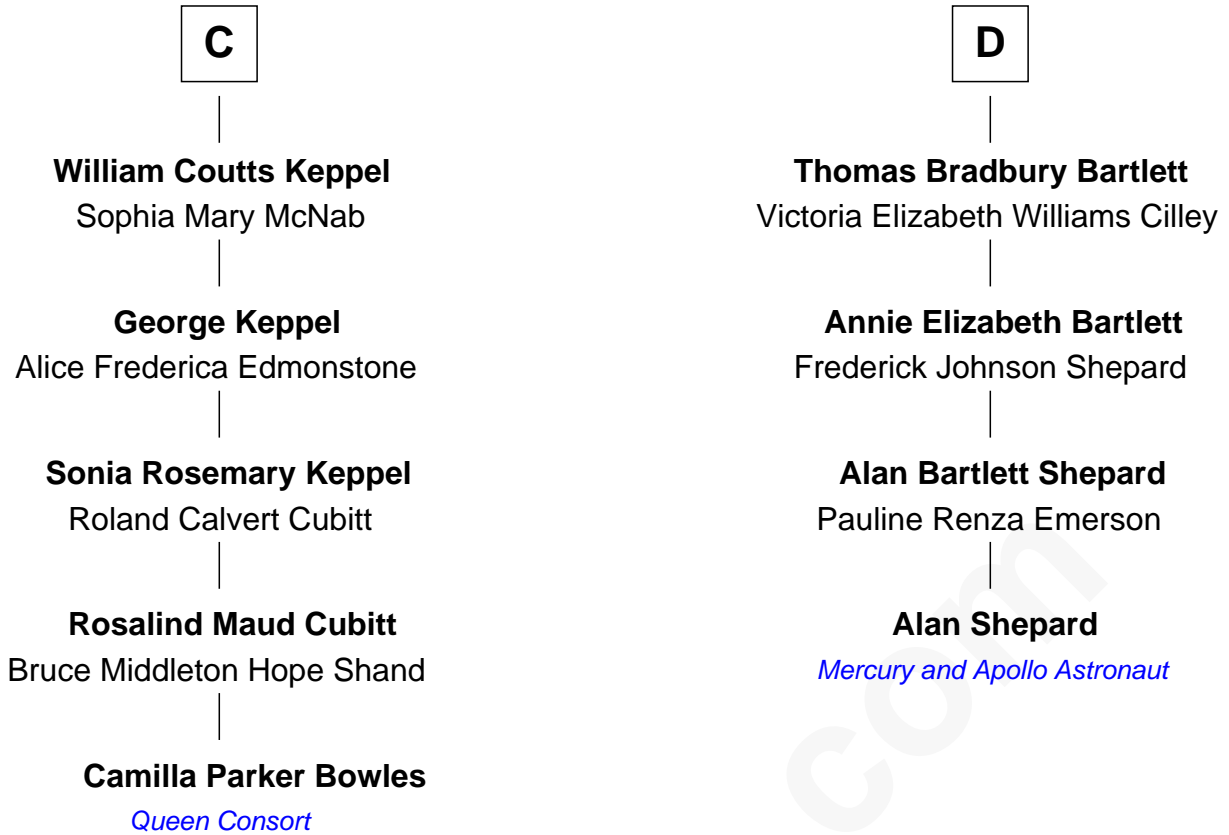 C
William Coutts Keppel
Sophia Mary McNab
George Keppel
Alice Frederica Edmonstone
Sonia Rosemary Keppel
Roland Calvert Cubitt
Rosalind Maud Cubitt
Bruce Middleton Hope Shand
Camilla Parker Bowles
Queen Consort
D
Thomas Bradbury Bartlett
Victoria Elizabeth Williams Cilley
Annie Elizabeth Bartlett
Frederick Johnson Shepard
Alan Bartlett Shepard
Pauline Renza Emerson
Alan Shepard
Mercury and Apollo Astronaut
com